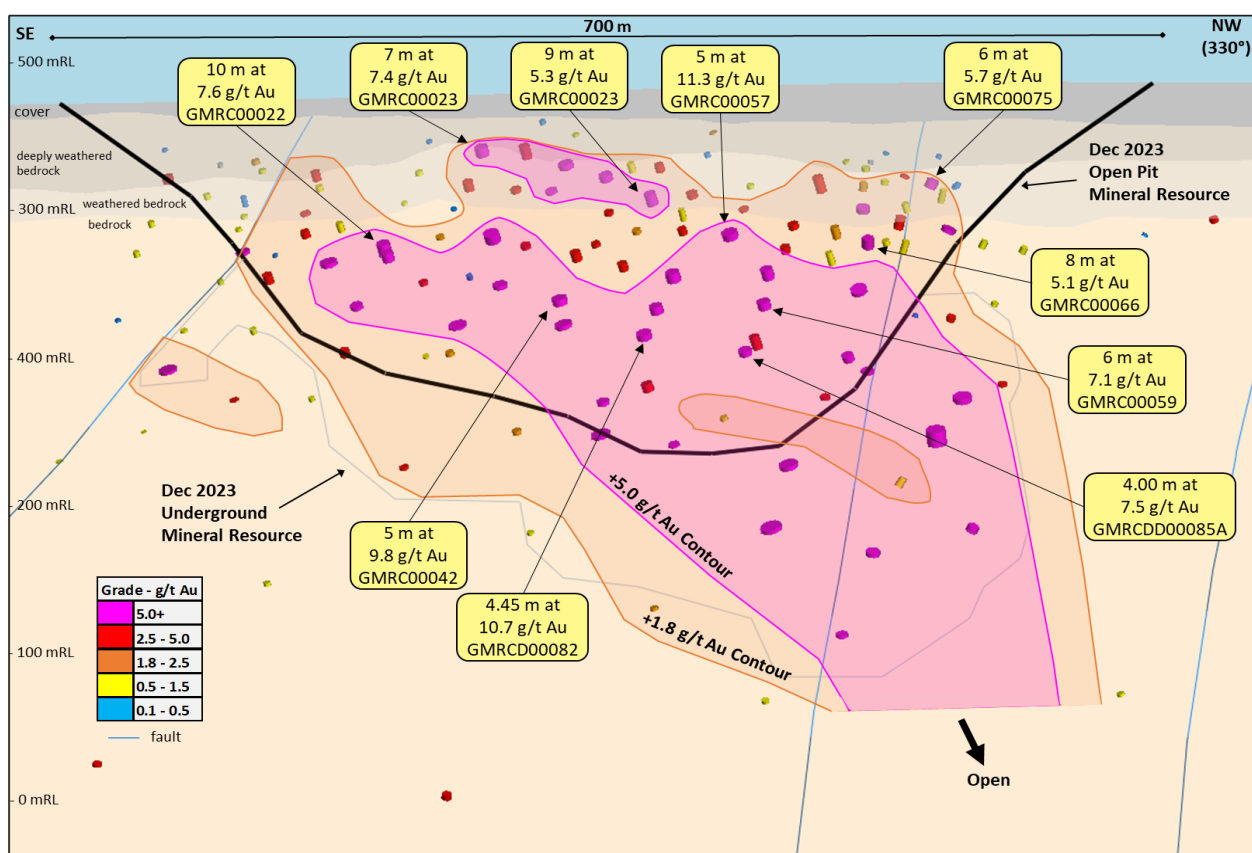 SE
700 m
NW
(330°)
500 mRL
cover
deeply weathered
bedrock
300 mRL
weathered bedrock
bedrock
400 mRL
200 mRL
100 mRL
0 mRL
10 m at
7.6 g/t Au
GMRC00022
7 m at
7.4 g/t Au
GMRC00023
9 m at
5.3 g/t Au
GMRC00023
5 m at
11.3 g/t Au
GMRC00057
6 m at
5.7 g/t Au
GMRC00075
Dec 2023
Open Pit
Mineral Resource
8 m at
5.1 g/t Au
GMRC00066
6 m at
7.1 g/t Au
GMRC00059
4.00 m at
7.5 g/t Au
GMRCDD00085A
Dec 2023
Underground
Mineral Resource
5 m at
9.8 g/t Au
GMRC00042
4.45 m at
10.7 g/t Au
GMRCD00082
+5.0 g/t Au Contour
+1.8 g/t Au Contour
Open
Grade - g/t Au
5.0+
2.5 - 5.0
1.8 - 2.5
0.5 - 1.5
0.1 - 0.5
fault